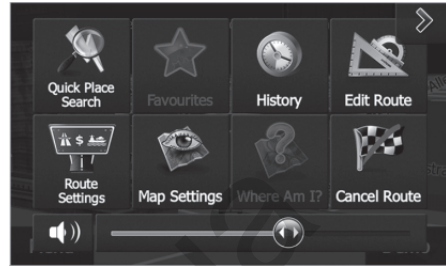 Quick Place
Search
Favourites
History
Edit Route
$
Route
Settings
Map Settings
Where Am I?
Cancel Route